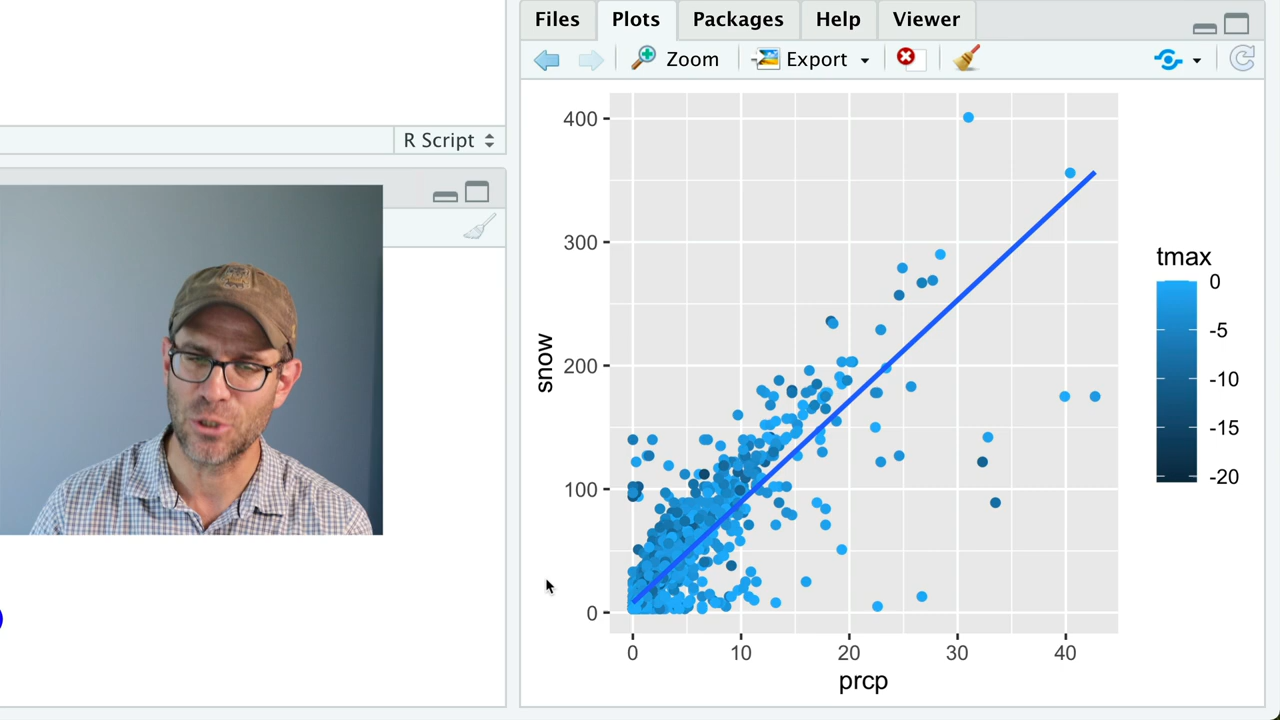 Files Plots Packages Help Viewer
Zoom Export
R Script
400
300
200
100
0
snow
0 10 20 30 40
prcp
tmax
0
-5
-10
-15
-20